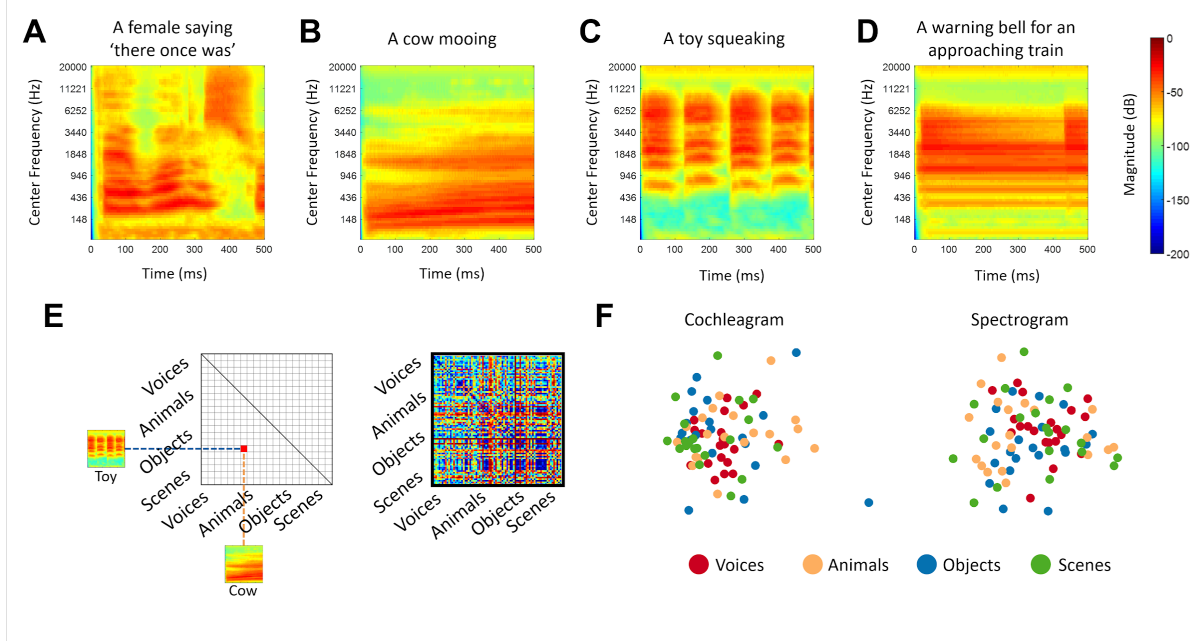 A
A female saying
‘there once was’
B
A cow mooing
C
A toy squeaking
D
A warning bell for an
approaching train
Center Frequency (Hz)
20000
11221
6252
3440
1848
946
436
148
0 100 200 300 400 500
Time (ms)
Center Frequency (Hz)
20000
11221
6252
3440
1848
946
436
148
0 100 200 300 400 500
Time (ms)
Center Frequency (Hz)
20000
11221
6252
3440
1848
946
436
148
0 100 200 300 400 500
Time (ms)
Center Frequency (Hz)
20000
11221
6252
3440
1848
946
436
148
0 100 200 300 400 500
Time (ms)
Magnitude (dB)
0
-50
-100
-150
-200
E
Voices
Animals
Objects
Scenes
Voices
Animals
Objects
Scenes
Toy
Cow
Voices
Animals
Objects
Scenes
Voices
Animals
Objects
Scenes
F
Cochleagram
Spectrogram
Voices
Animals
Objects
Scenes